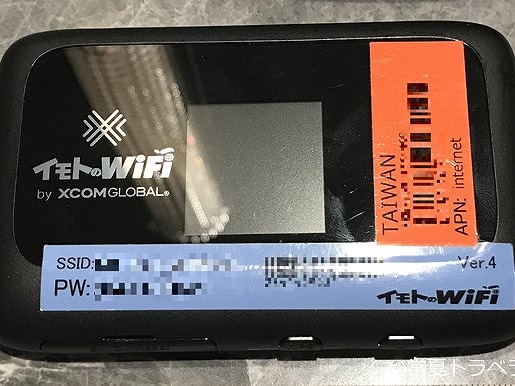 イモトのWiFi
by XCOMGLOBAL®
TAIWAN
APN: internet
SSID:
Ver.4
PW:
イモトのWiFi